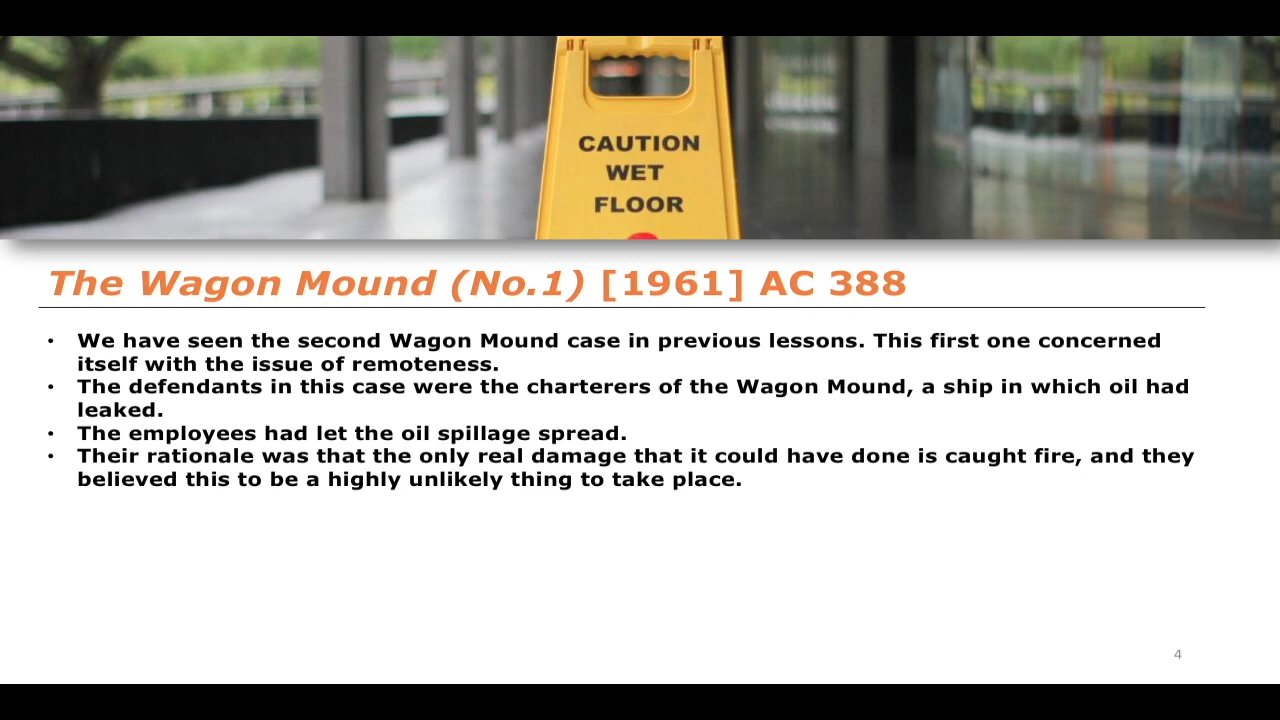 CAUTION
WET
FLOOR
The Wagon Mound (No.1) [1961] AC 388
• We have seen the second Wagon Mound case in previous lessons. This first one concerned
itself with the issue of remoteness.
• The defendants in this case were the charterers of the Wagon Mound, a ship in which oil had
leaked.
• The employees had let the oil spillage spread.
• Their rationale was that the only real damage that it could have done is caught fire, and they
believed this to be a highly unlikely thing to take place.
4